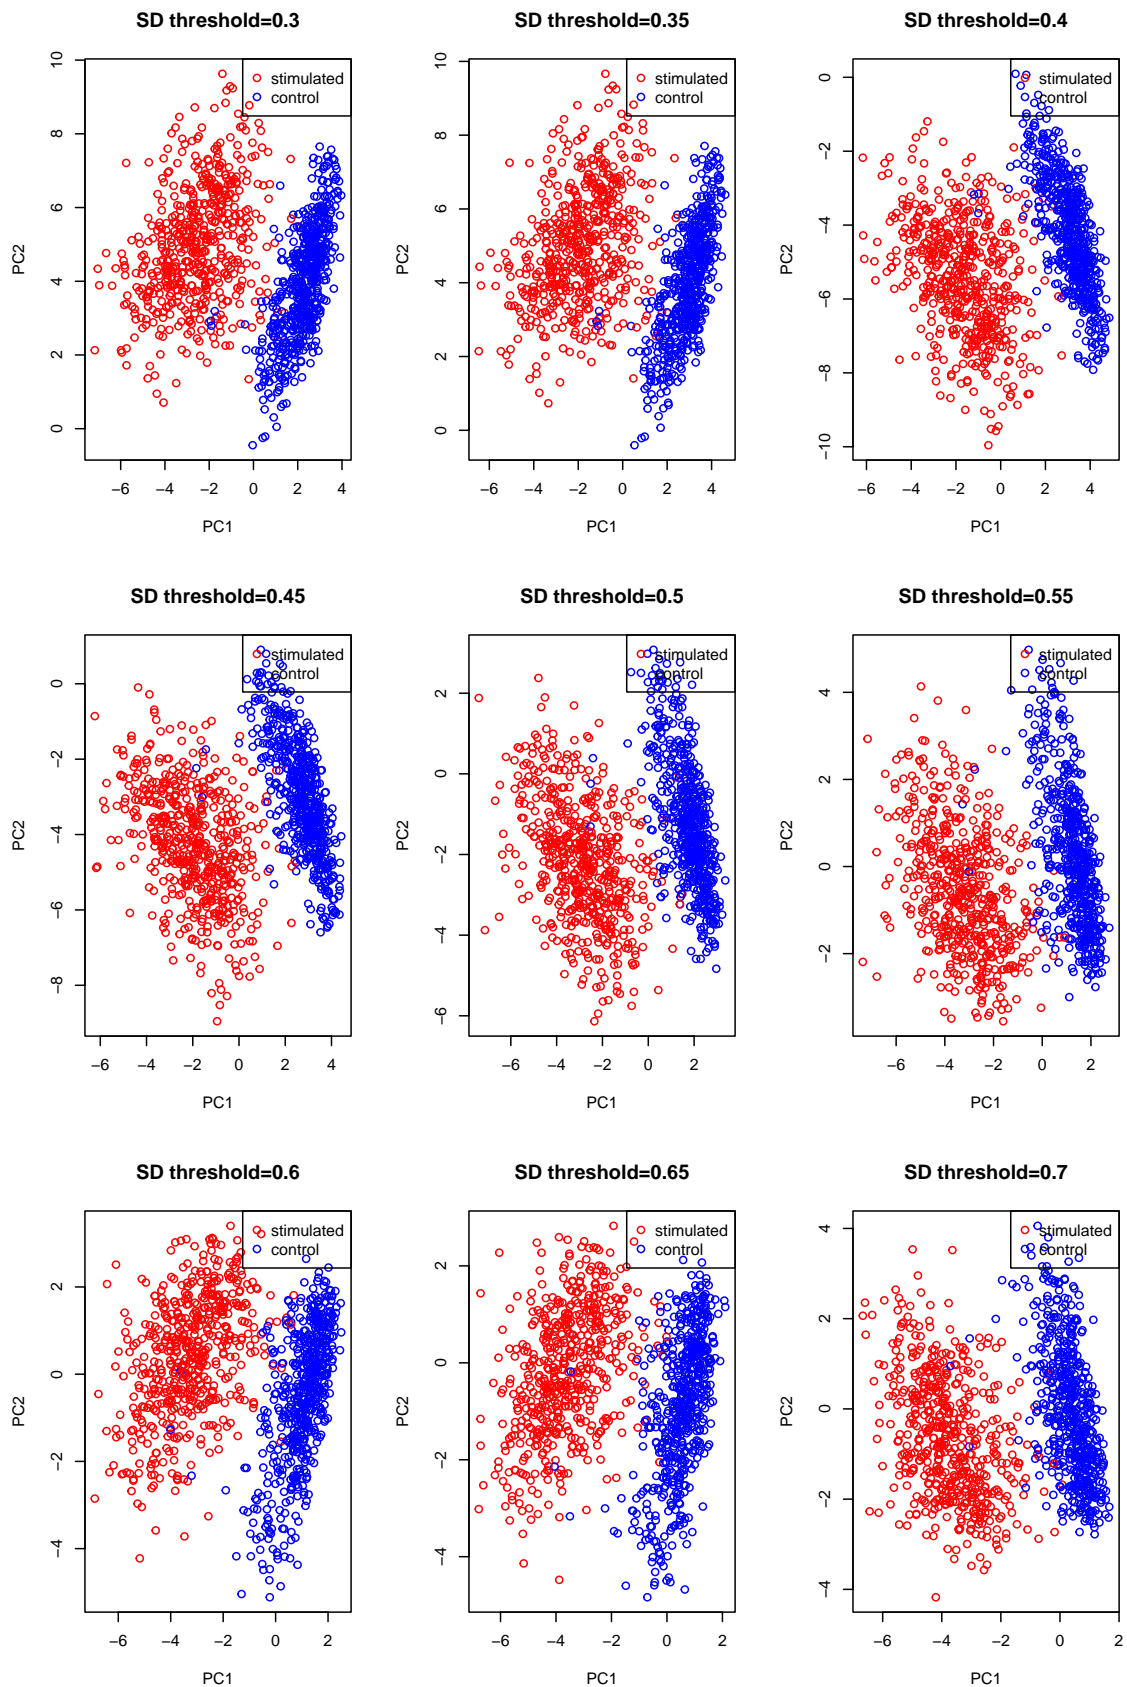 SD threshold=0.3
stimulated
control
10
8
6
4
2
0
PC2
−6 −4 −2 0 2 4
PC1
SD threshold=0.35
stimulated
control
10
8
6
4
2
0
PC2
−6 −4 −2 0 2 4
PC1
SD threshold=0.4
stimulated
control
0
−2
−4
−6
−8
−10
PC2
−6 −4 −2 0 2 4
PC1
SD threshold=0.45
stimulated
control
0
−2
−4
−6
−8
PC2
−6 −4 −2 0 2 4
PC1
SD threshold=0.5
stimulated
control
2
0
−2
−4
−6
PC2
−6 −4 −2 0 2
PC1
SD threshold=0.55
stimulated
control
4
2
0
−2
PC2
−6 −4 −2 0 2
PC1
SD threshold=0.6
stimulated
control
2
0
−2
−4
PC2
−6 −4 −2 0 2
PC1
SD threshold=0.65
stimulated
control
2
0
−2
−4
PC2
−6 −4 −2 0 2
PC1
SD threshold=0.7
stimulated
control
4
2
0
−2
−4
PC2
−6 −4 −2 0 2
PC1